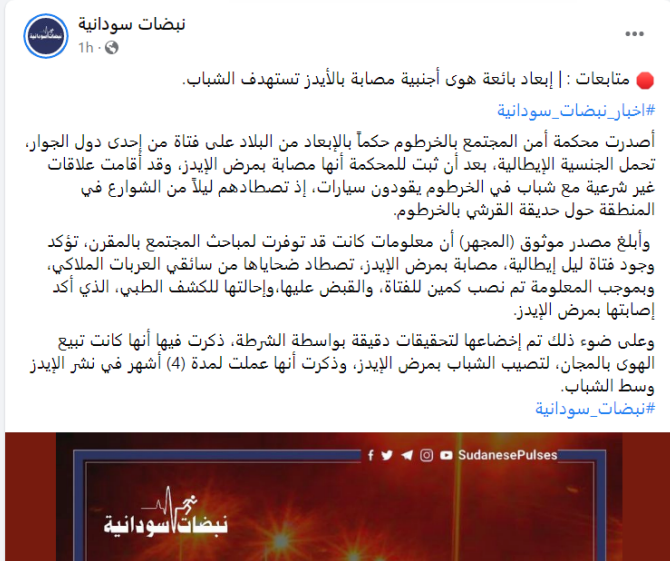 نبضات سودانية
1h ·
متابعات : | إبعاد بائعة هوى أجنبية مصابة بالأيدز تستهدف الشباب.
#اخبار_نبضات_سودانية
أصدرت محكمة أمن المجتمع بالخرطوم حكماً بالإبعاد من البلاد على فتاة من إحدى دول الجوار،
تحمل الجنسية الإيطالية، بعد أن ثبت للمحكمة أنها مصابة بمرض الإيدز، وقد أقامت علاقات
غير شرعية مع شباب في الخرطوم يقودون سيارات، إذ تصطادهم ليلاً من الشوارع في
المنطقة حول حديقة القرشي بالخرطوم.
وأبلغ مصدر موثوق (المجهر) أن معلومات كانت قد توفرت لمباحث المجتمع بالمقرن، تؤكد
وجود فتاة ليل إيطالية، مصابة بمرض الإيدز، تصطاد ضحاياها من سائقي العربات الملاكي،
وبموجب المعلومة تم نصب كمين للفتاة، والقبض عليها،وإحالتها للكشف الطبي، الذي أكد
إصابتها بمرض الإيدز.
وعلى ضوء ذلك تم إخضاعها لتحقيقات دقيقة بواسطة الشرطة، ذكرت فيها أنها كانت تبيع
الهوى بالمجان، لتصيب الشباب بمرض الإيدز، وذكرت أنها عملت لمدة (4) أشهر في نشر الإيدز
وسط الشباب.
#نبضات_سودانية
SudanesePulses
نبضات سودانية